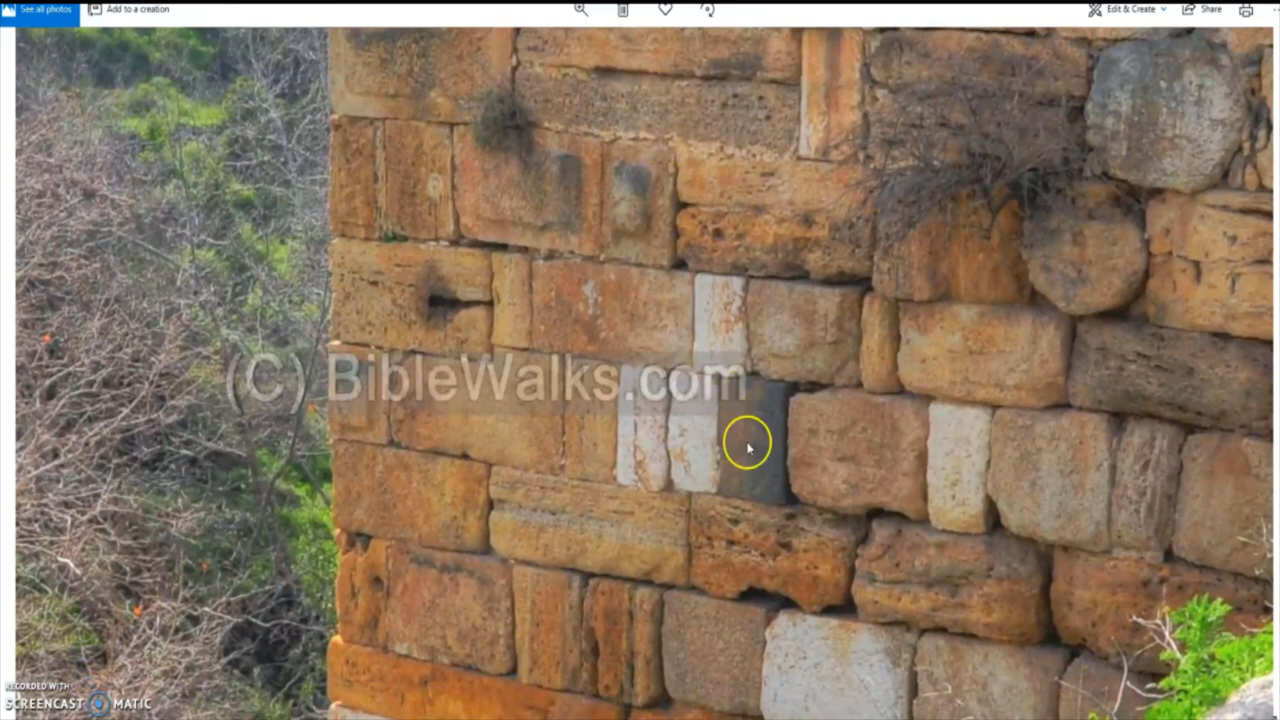 See all photos
Add to a creation
Edit & Create
Share
(C) BibleWalks.com
RECORDED WITH
SCREENCAST MATIC